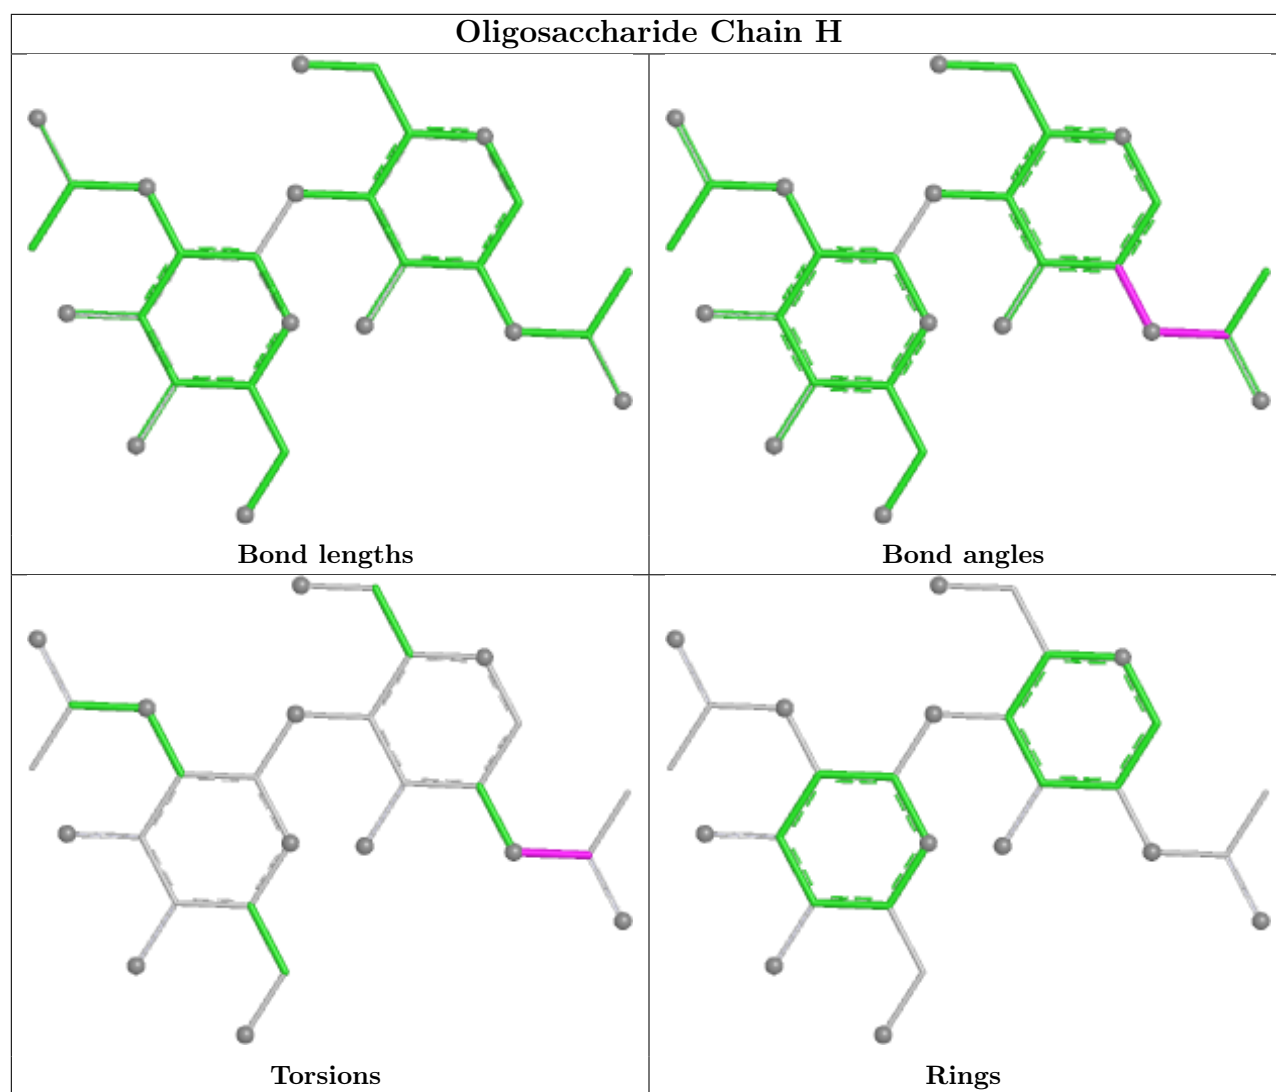 Oligosaccharide Chain H
Bond lengths
Bond angles
Torsions
Rings